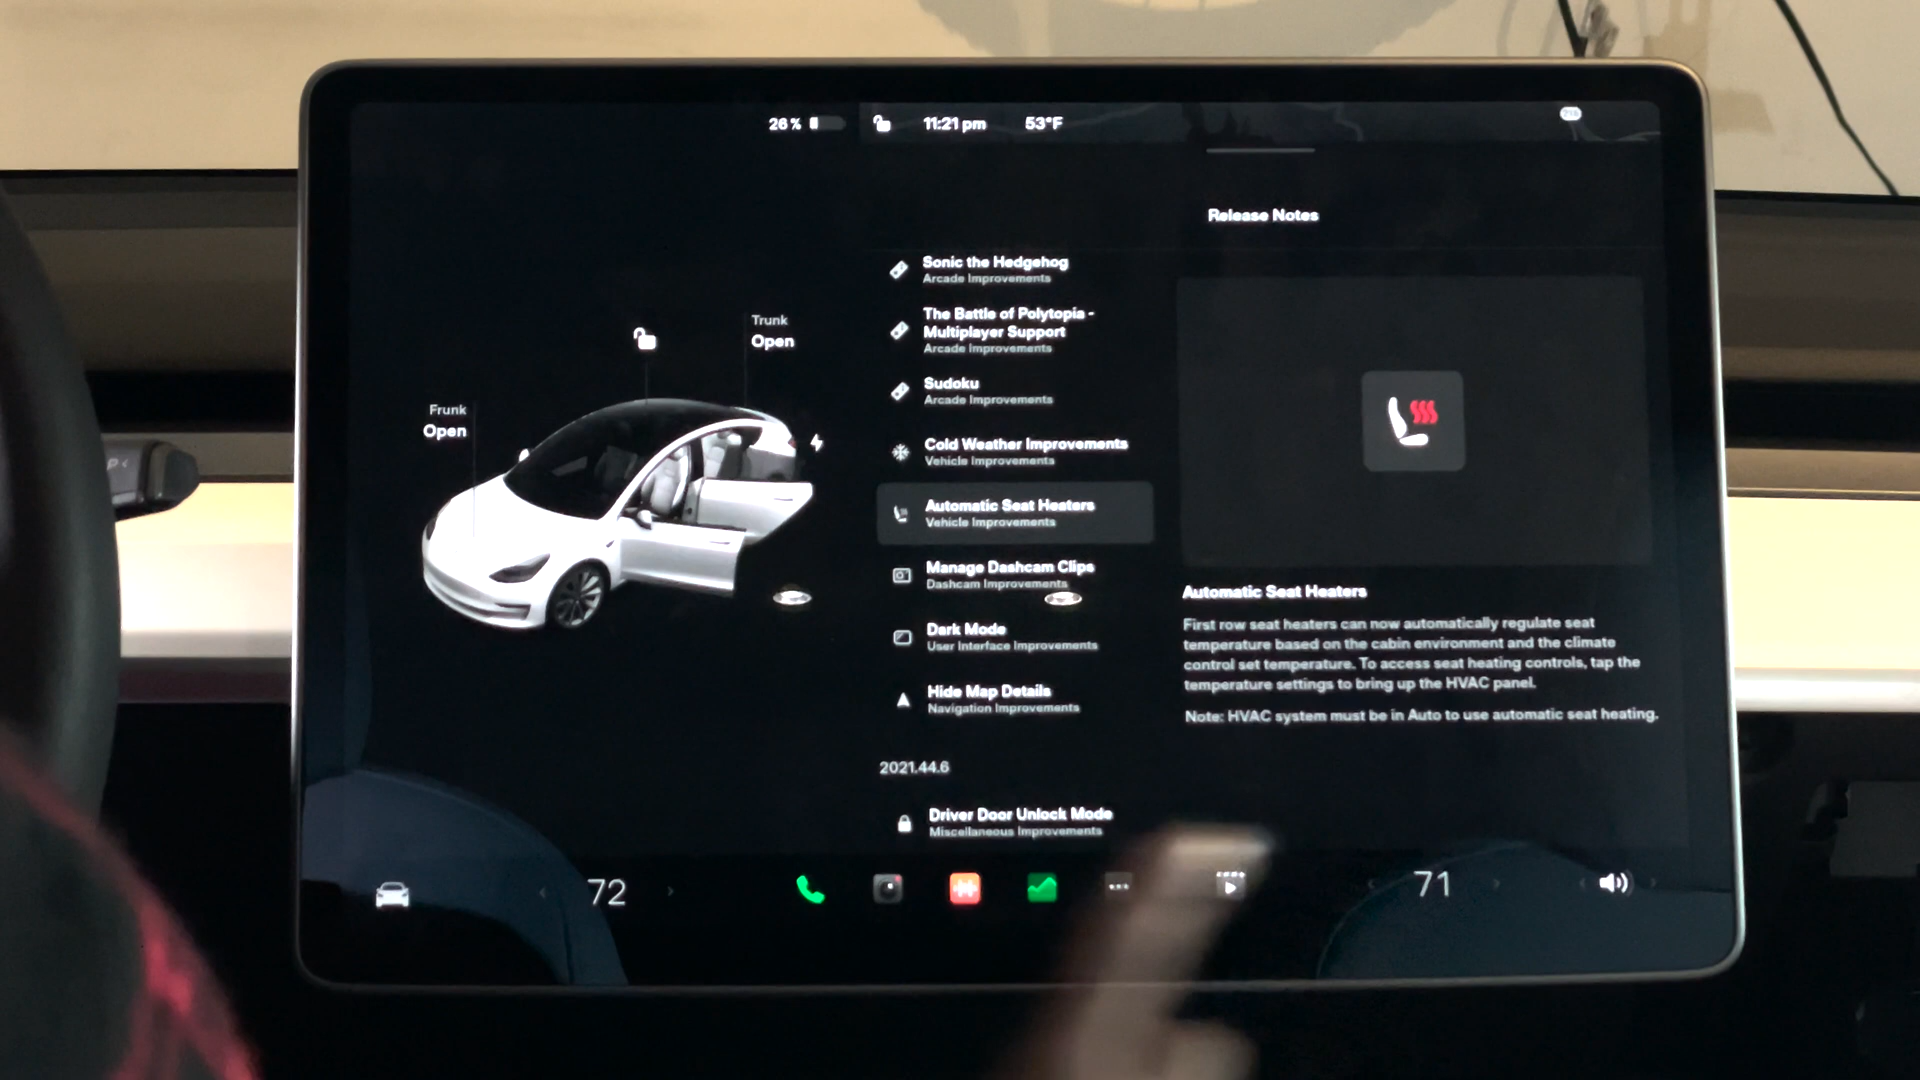 26 %
11:21 pm
53°F
Release Notes
Trunk
Open
Frunk
Open
Sonic the Hedgehog
Arcade Improvements
The Battle of Polytopia -
Multiplayer Support
Arcade Improvements
Sudoku
Arcade Improvements
Cold Weather Improvements
Vehicle Improvements
Automatic Seat Heaters
Vehicle Improvements
Manage Dashcam Clips
Dashcam Improvements
Dark Mode
User Interface Improvements
Hide Map Details
Navigation Improvements
2021.44.6
Driver Door Unlock Mode
Miscellaneous Improvements
Automatic Seat Heaters
First row seat heaters can now automatically regulate seat
temperature based on the cabin environment and the climate
control set temperature. To access seat heating controls, tap the
temperature settings to bring up the HVAC panel.
Note: HVAC system must be in Auto to use automatic seat heating.
72
71
P